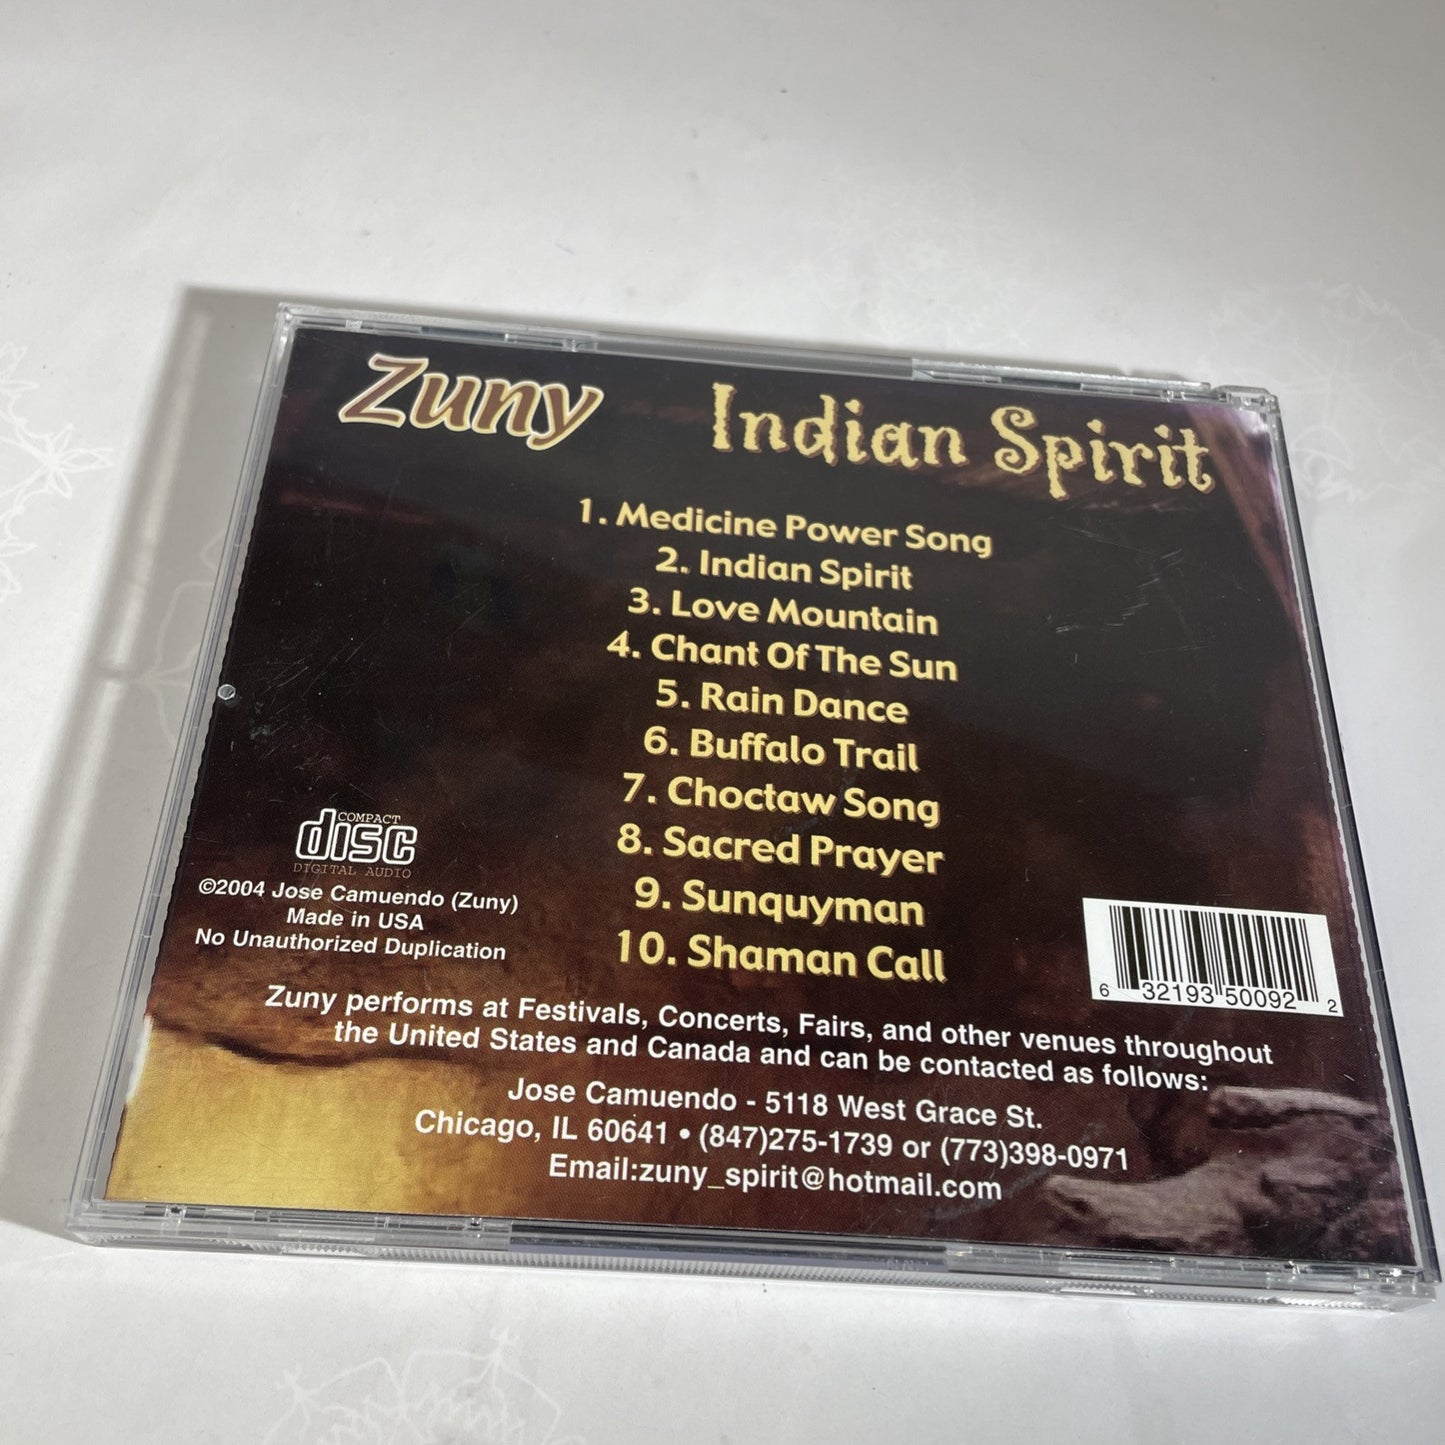 Zuny
Indian Spirit
1. Medicine Power Song
2. Indian Spirit
3. Love Mountain
4. Chant Of The Sun
5. Rain Dance
6. Buffalo Trail
7. Choctaw Song
8. Sacred Prayer
9. Sunquyman
10. Shaman Call
COMPACT
disc
DIGITAL AUDIO
©2004 Jose Camuendo (Zuny)
Made in USA
No Unauthorized Duplication
6 32193 50092 2
Zuny performs at Festivals, Concerts, Fairs, and other venues throughout
the United States and Canada and can be contacted as follows:
Jose Camuendo - 5118 West Grace St.
Chicago, IL 60641 • (847)275-1739 or (773)398-0971
Email:zuny_spirit@hotmail.com